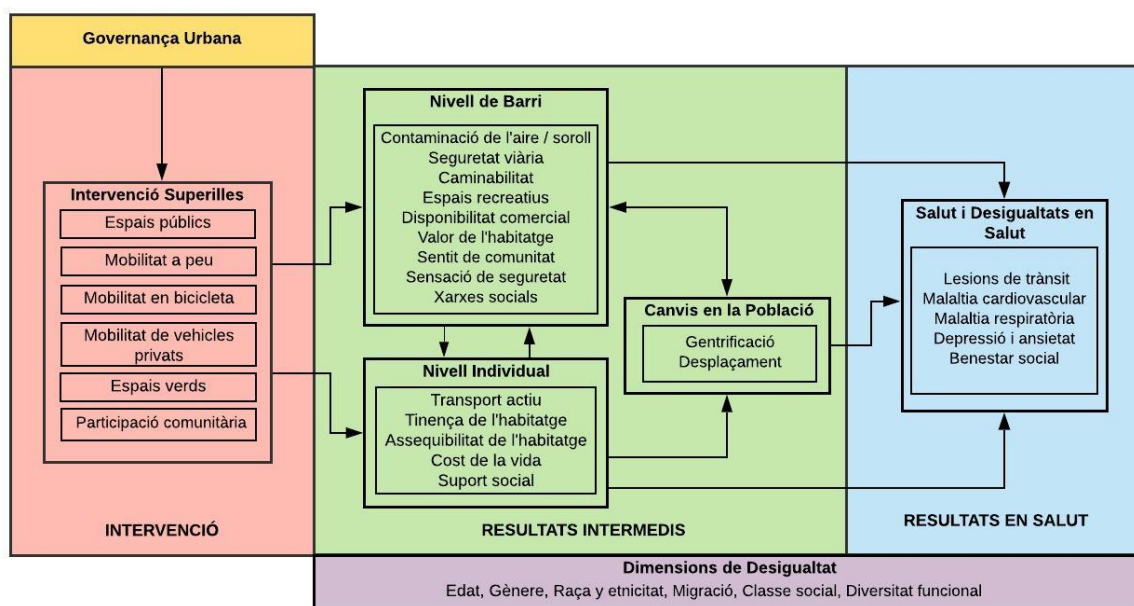 Governança Urbana
Intervenció Superilles
Espais públics
Mobilitat a peu
Mobilitat en bicicleta
Mobilitat de vehicles
privats
Espais verds
Participació comunitària
INTERVENCIÓ
Nivell de Barri
Contaminació de l'aire / soroll
Seguretat viària
Caminabilitat
Espais recreatius
Disponibilitat comercial
Valor de l'habitatge
Sentit de comunitat
Sensació de seguretat
Xarxes socials
Nivell Individual
Transport actiu
Tinença de l'habitatge
Assequibilitat de l'habitatge
Cost de la vida
Suport social
Canvis en la Població
Gentrificació
Desplaçament
RESULTATS INTERMEDIS
Salut i Desigualtats en
Salut
Lesions de trànsit
Malaltia cardiovascular
Malaltia respiratòria
Depressió i ansietat
Benestar social
RESULTATS EN SALUT
Dimensions de Desigualtat
Edat, Gènere, Raça y etnicitat, Migració, Classe social, Diversitat funcional